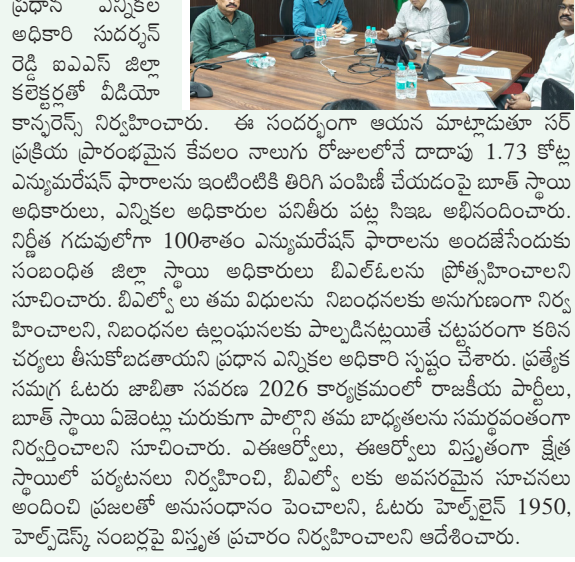 ప్రధాన ఎన్నికల
అధికారి సుదర్శన్
రెడ్డి ఐఎఎస్ జిల్లా
కలెక్టర్లతో వీడియో
కాన్ఫరెన్స్ నిర్వహించారు. ఈ సందర్భంగా ఆయన మాట్లాడుతూ సర్
ప్రక్రియ ప్రారంభమైన కేవలం నాలుగు రోజులలోనే దాదాపు 1.73 కోట్ల
ఎన్యుమరేషన్ ఫారాలను ఇంటింటికి తిరిగి పంపిణీ చేయడంపై బూత్ స్థాయి
అధికారులు, ఎన్నికల అధికారుల పనితీరు పట్ల సిఇఒ అభినందించారు.
నిర్ణీత గడువులోగా 100శాతం ఎన్యుమరేషన్ ఫారాలను అందజేసేందుకు
సంబంధిత జిల్లా స్థాయి అధికారులు బిఎల్ఓలను ప్రోత్సహించాలని
సూచించారు. బిఎల్వో లు తమ విధులను నిబంధనలకు అనుగుణంగా నిర్వ
హించాలని, నిబంధనల ఉల్లంఘనలకు పాల్పడినట్లయితే చట్టపరంగా కఠిన
చర్యలు తీసుకోబడతాయని ప్రధాన ఎన్నికల అధికారి స్పష్టం చేశారు. ప్రత్యేక
సమగ్ర ఓటరు జాబితా సవరణ 2026 కార్యక్రమంలో రాజకీయ పార్టీలు,
బూత్ స్థాయి ఏజెంట్లు చురుకుగా పాల్గొని తమ బాధ్యతలను సమర్థవంతంగా
నిర్వర్తించాలని సూచించారు. ఎఈఆర్వోలు, ఈఆర్వోలు విస్తృతంగా క్షేత్ర
స్థాయిలో పర్యటనలు నిర్వహించి, బిఎల్వో లకు అవసరమైన సూచనలు
అందించి ప్రజలతో అనుసంధానం పెంచాలని, ఓటరు హెల్ప్‌లైన్ 1950,
హెల్ప్‌డెస్క్ నంబర్లపై విస్తృత ప్రచారం నిర్వహించాలని ఆదేశించారు.